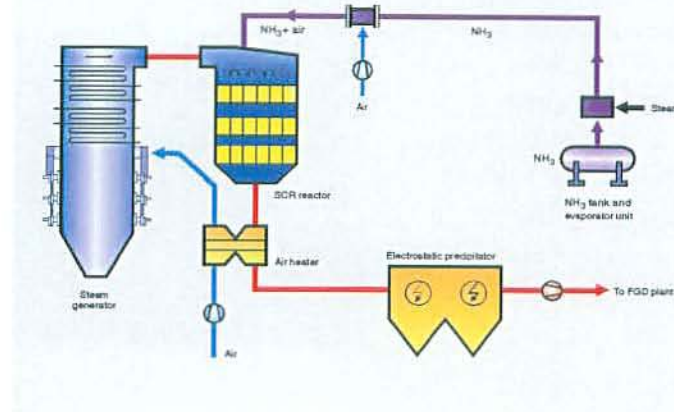 NH₃ + air
NH₃
Air
Steam
NH₃
SCR reactor
NH₃ tank and
evaporator unit
Air heater
Electrostatic precipitator
Steam
generator
To FGD plant
Air